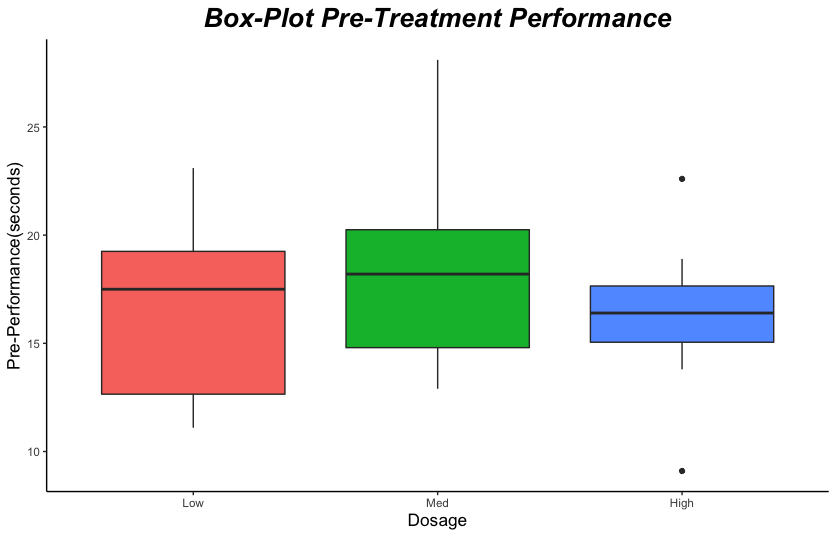 Box-Plot Pre-Treatment Performance
Pre-Performance(seconds)
25
20
15
10
Low Med High
Dosage